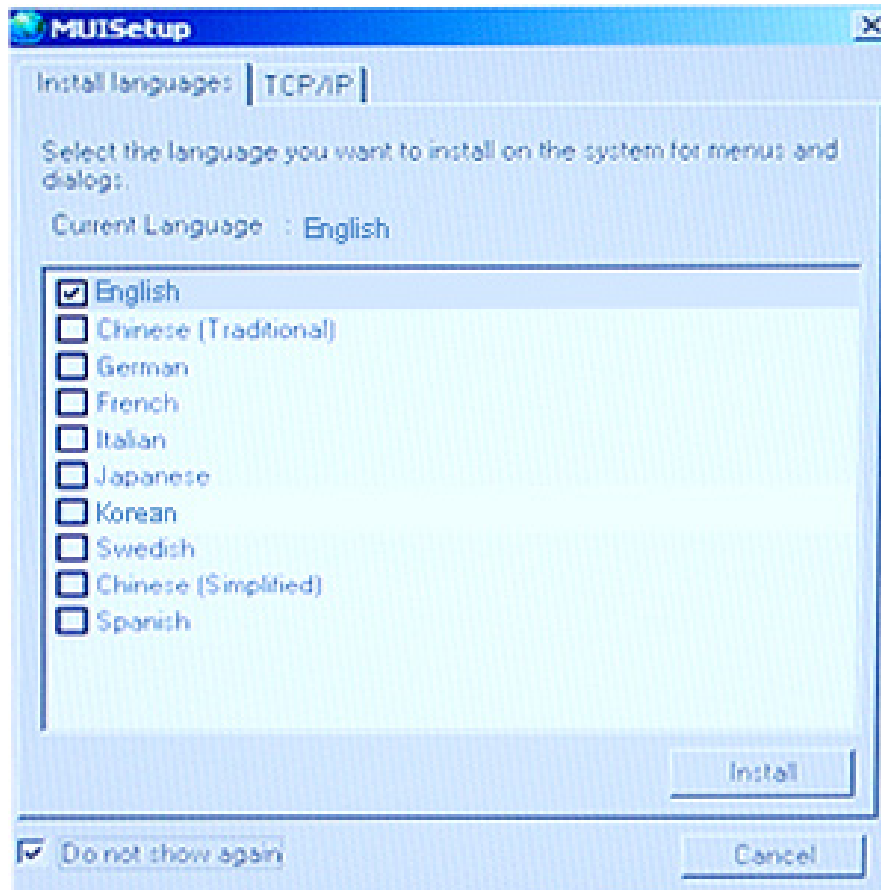 MUISetup
Install languages TCP/IP
Select the language you want to install on the system for menus and
dialogs.
Current Language : English
English
Chinese (Traditional)
German
French
Italian
Japanese
Korean
Swedish
Chinese (Simplified)
Spanish
Install
Do not show again
Cancel